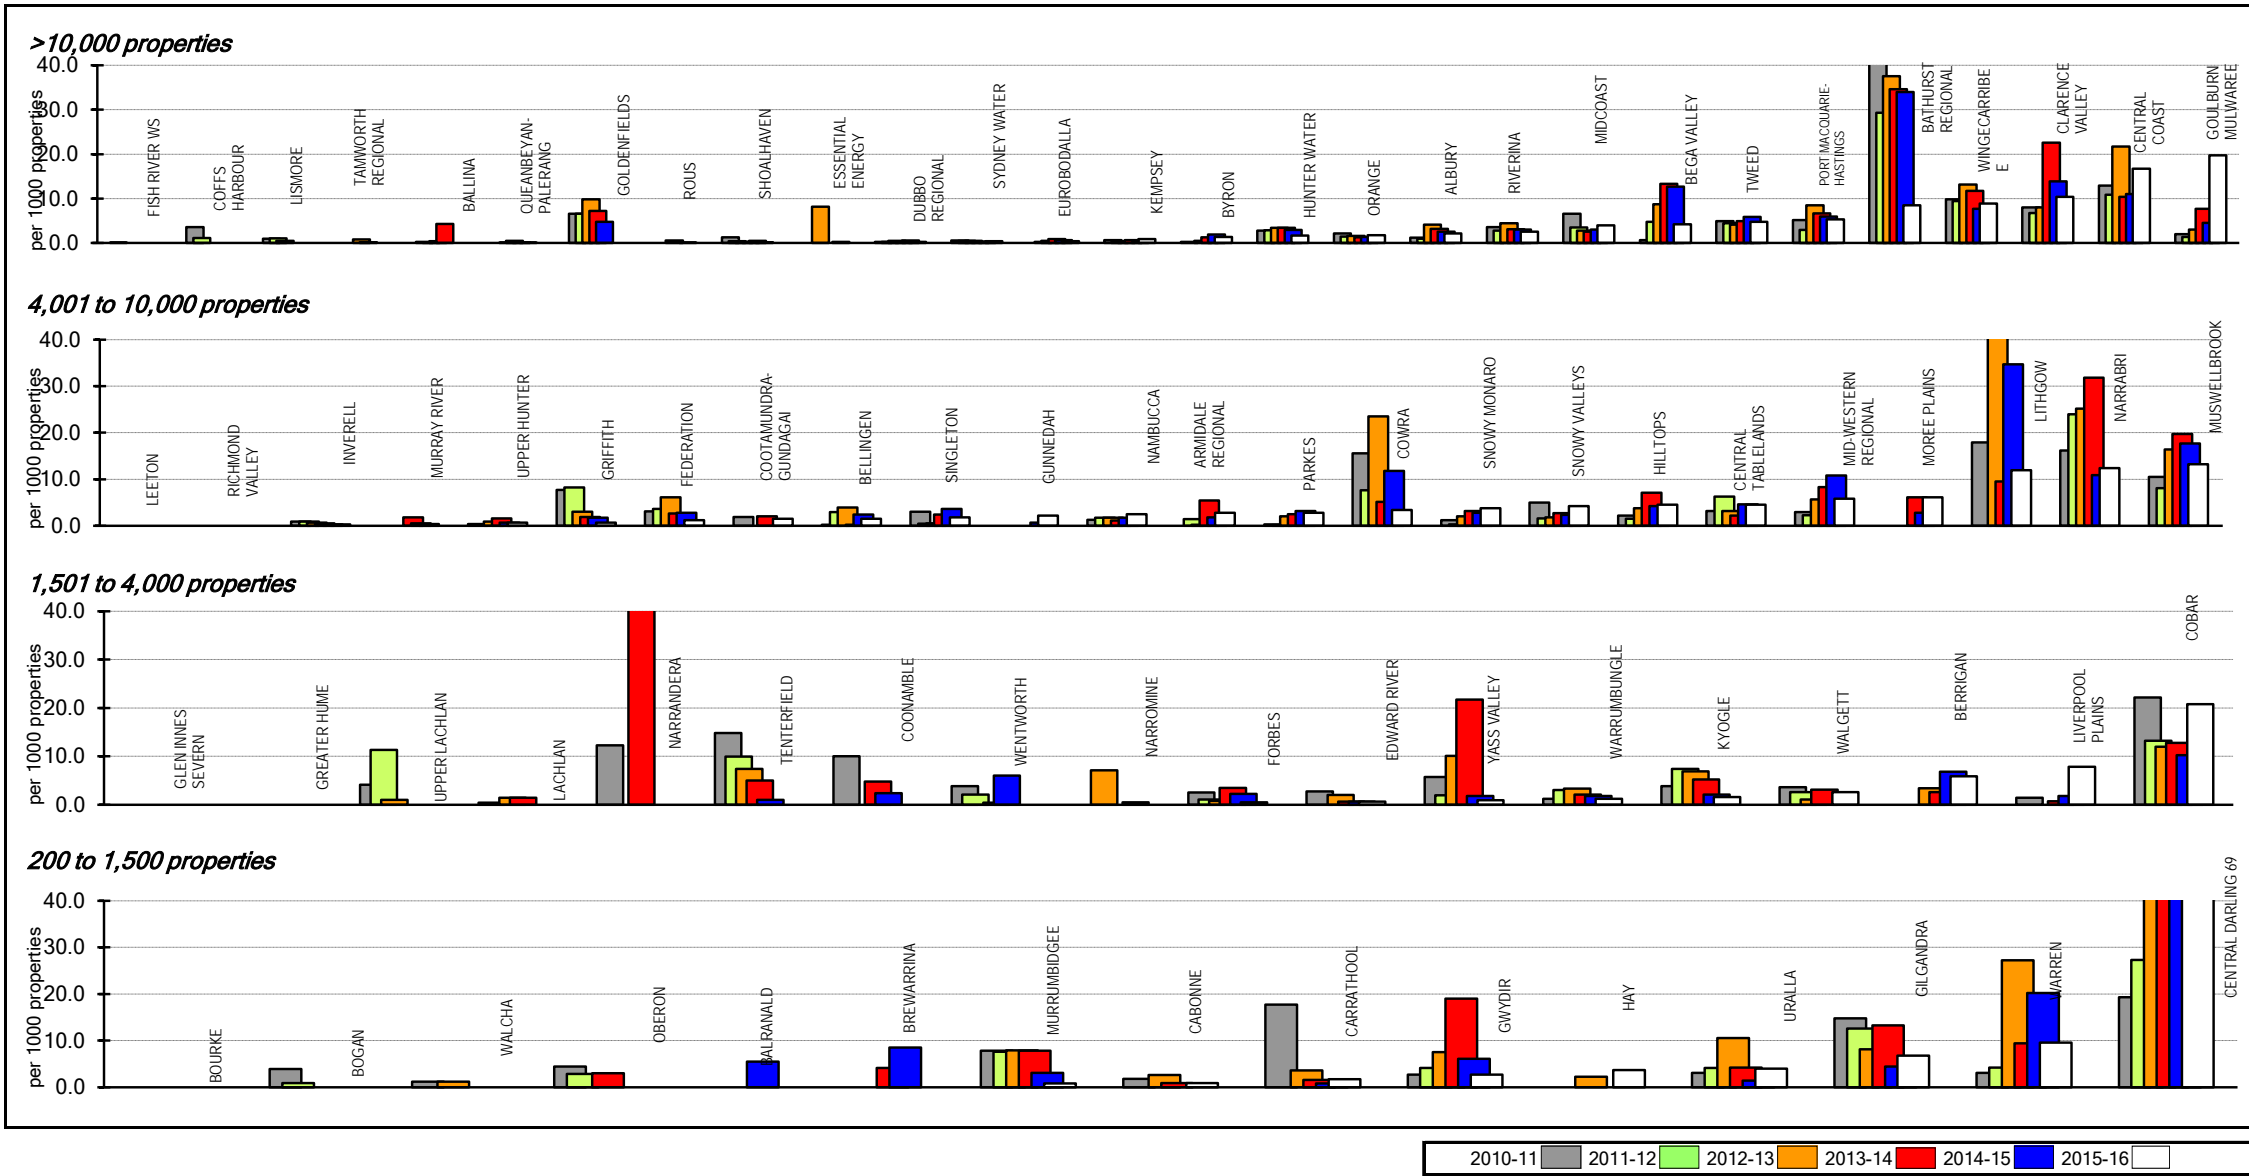 >10,000 properties
per 1000 properties
40.0
30.0
20.0
10.0
0.0
FISH RIVER WS
COFFS
HARBOUR
LISMORE
TAMWORTH
REGIONAL
BALLINA
QUEANBEYAN-
PALERANG
GOLDENFIELDS
ROUS
SHOALHAVEN
ESSENTIAL
ENERGY
DUBBO
REGIONAL
SYDNEY WATER
EUROBODALLA
KEMPSEY
BYRON
HUNTER WATER
ORANGE
ALBURY
RIVERINA
MIDCOAST
BEGA VALLEY
TWEED
PORT MACQUARIE-
HASTINGS
BATHURST
REGIONAL
WINGECARRIBE
E
CLARENCE
VALLEY
CENTRAL
COAST
GOULBURN
MULWAREE
4,001 to 10,000 properties
per 1000 properties
40.0
30.0
20.0
10.0
0.0
LEETON
RICHMOND
VALLEY
INVERELL
MURRAY RIVER
UPPER HUNTER
GRIFFITH
FEDERATION
COOTAMUNDRA-
GUNDAGAI
BELLINGEN
SINGLETON
GUNNEDAH
NAMBUCCA
ARMIDALE
REGIONAL
PARKES
COWRA
SNOWY MONARO
SNOWY VALLEYS
HILLTOPS
CENTRAL
TABLELANDS
MID-WESTERN
REGIONAL
MOREE PLAINS
LITHGOW
NARRABRI
MUSWELLBROOK
1,501 to 4,000 properties
per 1000 properties
40.0
30.0
20.0
10.0
0.0
GLEN INNES
SEVERN
GREATER HUME
UPPER LACHLAN
LACHLAN
NARRANDERA
TENTERFIELD
COONAMBLE
WENTWORTH
NARROMINE
FORBES
EDWARD RIVER
YASS VALLEY
WARRUMBUNGLE
KYOGLE
WALGETT
BERRIGAN
LIVERPOOL
PLAINS
COBAR
200 to 1,500 properties
per 1000 properties
40.0
30.0
20.0
10.0
0.0
BOURKE
BOGAN
WALCHA
OBERON
BALRANALD
BREWARRINA
MURRUMBIDGEE
CABONNE
CARRATHOOL
GWYDIR
HAY
URALLA
GILGANDRA
WARREN
CENTRAL DARLING 69
2010-11 2011-12 2012-13 2013-14 2014-15 2015-16